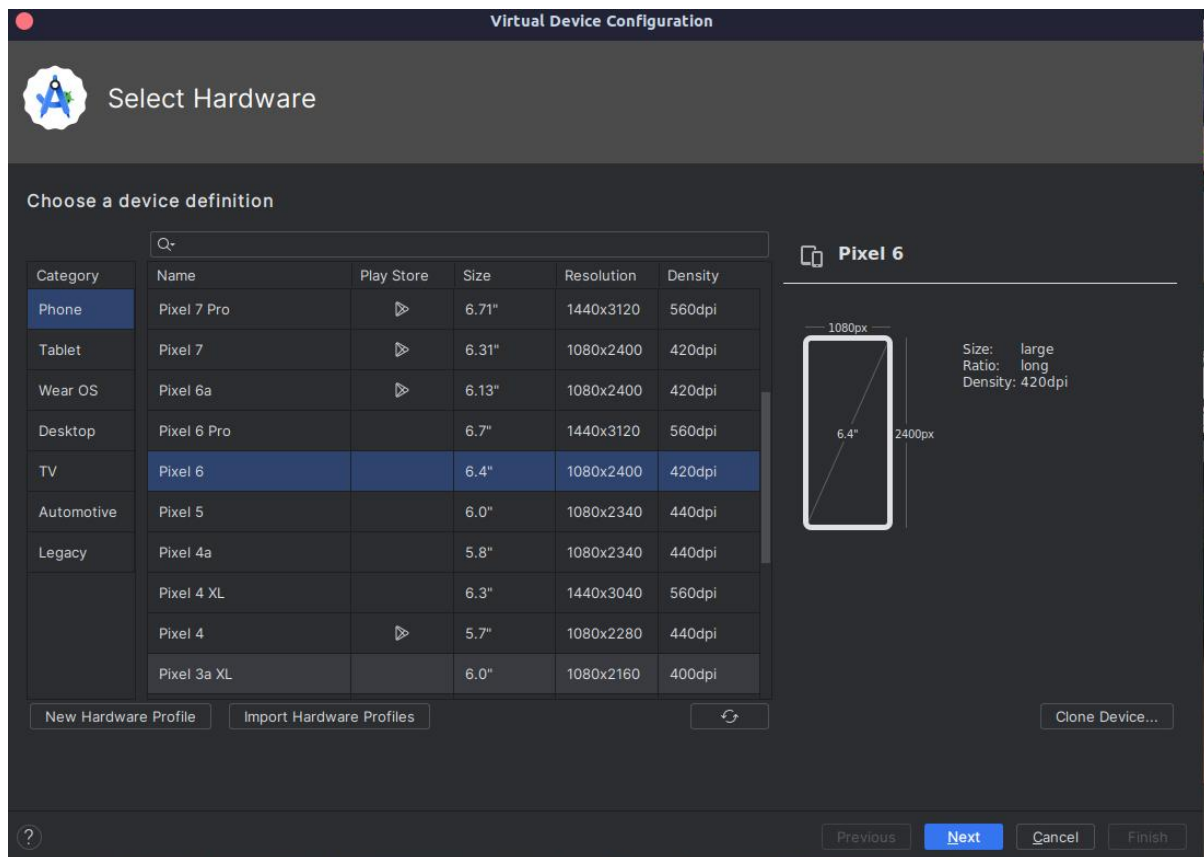 Virtual Device Configuration
Select Hardware
Choose a device definition
Category Name Play Store Size Resolution Density
Phone Pixel 7 Pro 6.71" 1440x3120 560dpi
Tablet Pixel 7 6.31" 1080x2400 420dpi
Wear OS Pixel 6a 6.13" 1080x2400 420dpi
Desktop Pixel 6 Pro 6.7" 1440x3120 560dpi
TV Pixel 6 6.4" 1080x2400 420dpi
Automotive Pixel 5 6.0" 1080x2340 440dpi
Legacy Pixel 4a 5.8" 1080x2340 440dpi
Pixel 4 XL 6.3" 1440x3040 560dpi
Pixel 4 5.7" 1080x2280 440dpi
Pixel 3a XL 6.0" 1080x2160 400dpi
Pixel 6
1080px
Size: large
Ratio: long
Density: 420dpi
6.4" 2400px
New Hardware Profile Import Hardware Profiles Clone Device...
? Previous Next Cancel Finish